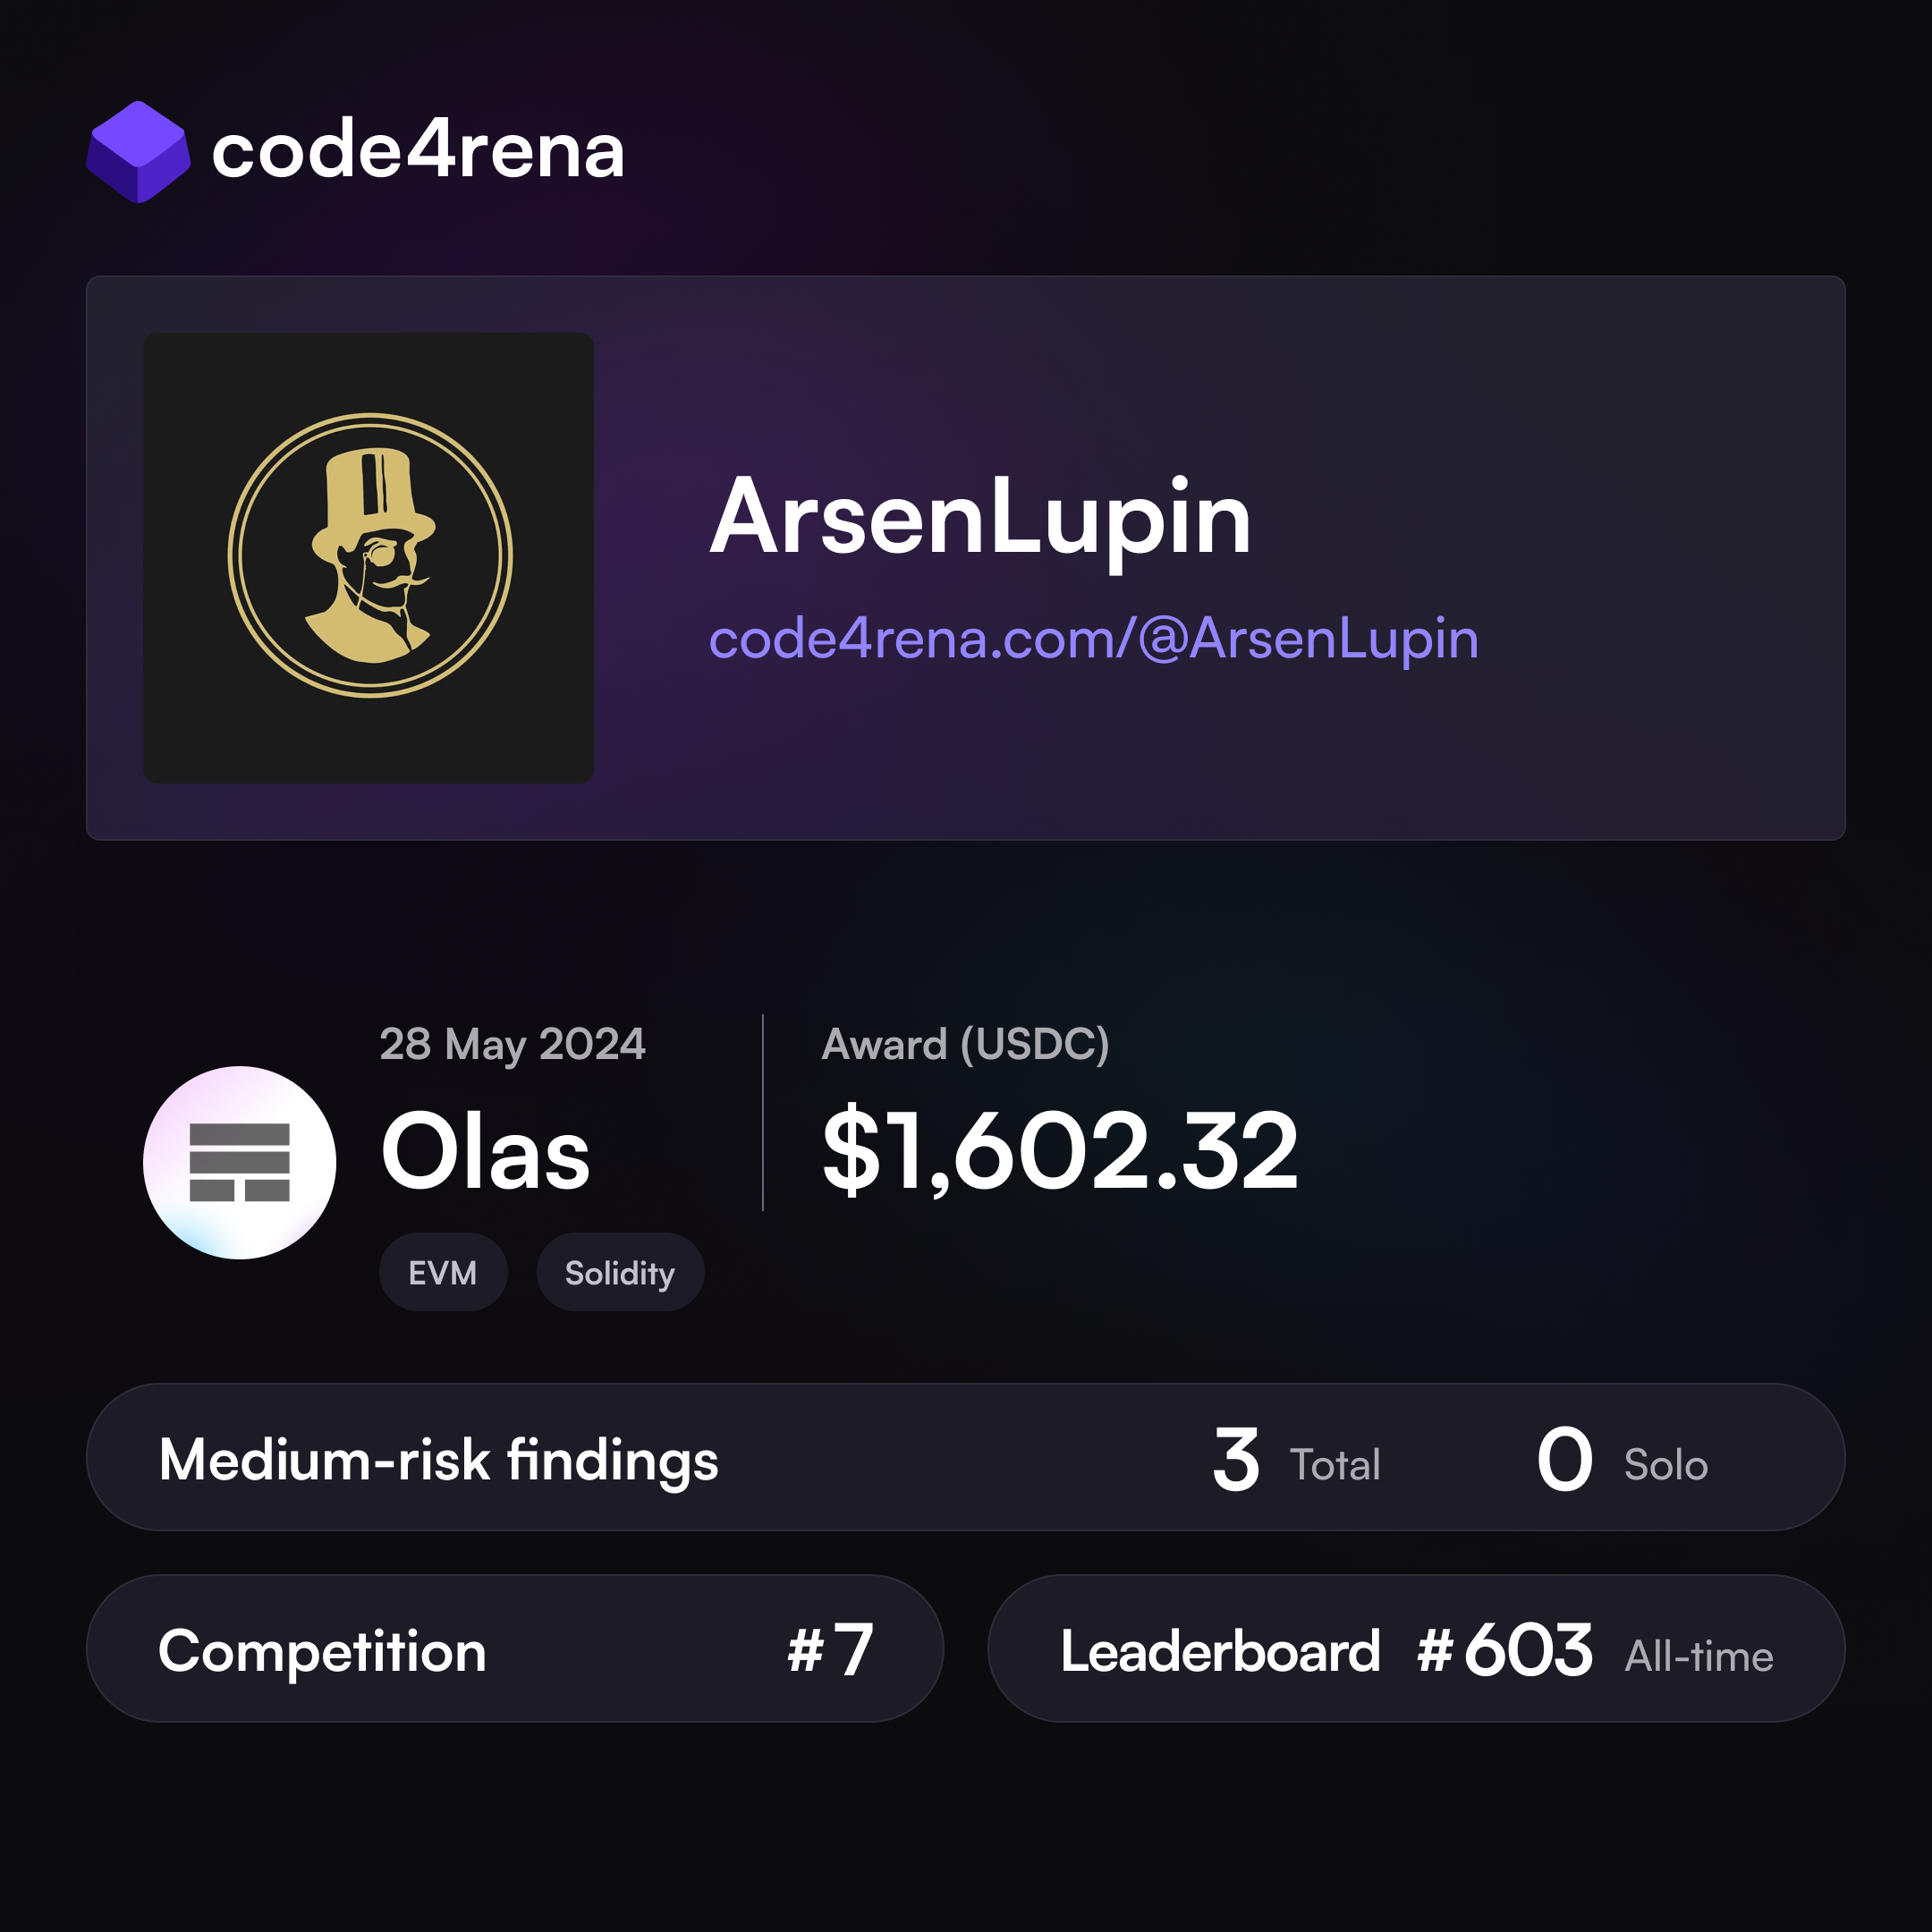 code4rena
ArsenLupin
code4rena.com/@ArsenLupin
28 May 2024
Olas
EVM Solidity
Award (USDC)
$1,602.32
Medium-risk findings 3 Total 0 Solo
Competition #7
Leaderboard #603 All-time